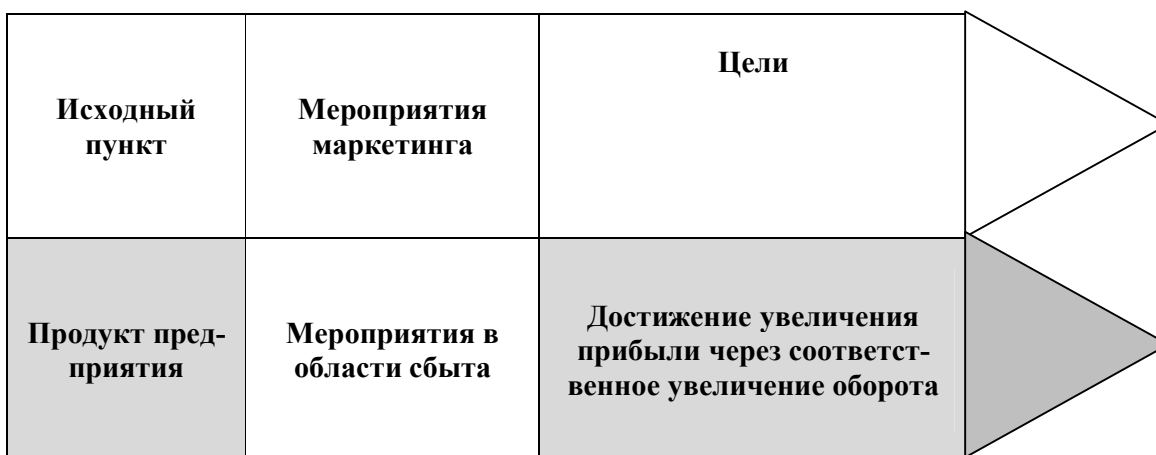 Исходный
пункт
Мероприятия
маркетинга
Цели
Продукт пред-
приятия
Мероприятия в
области сбыта
Достижение увеличения
прибыли через соответст-
венное увеличение оборота